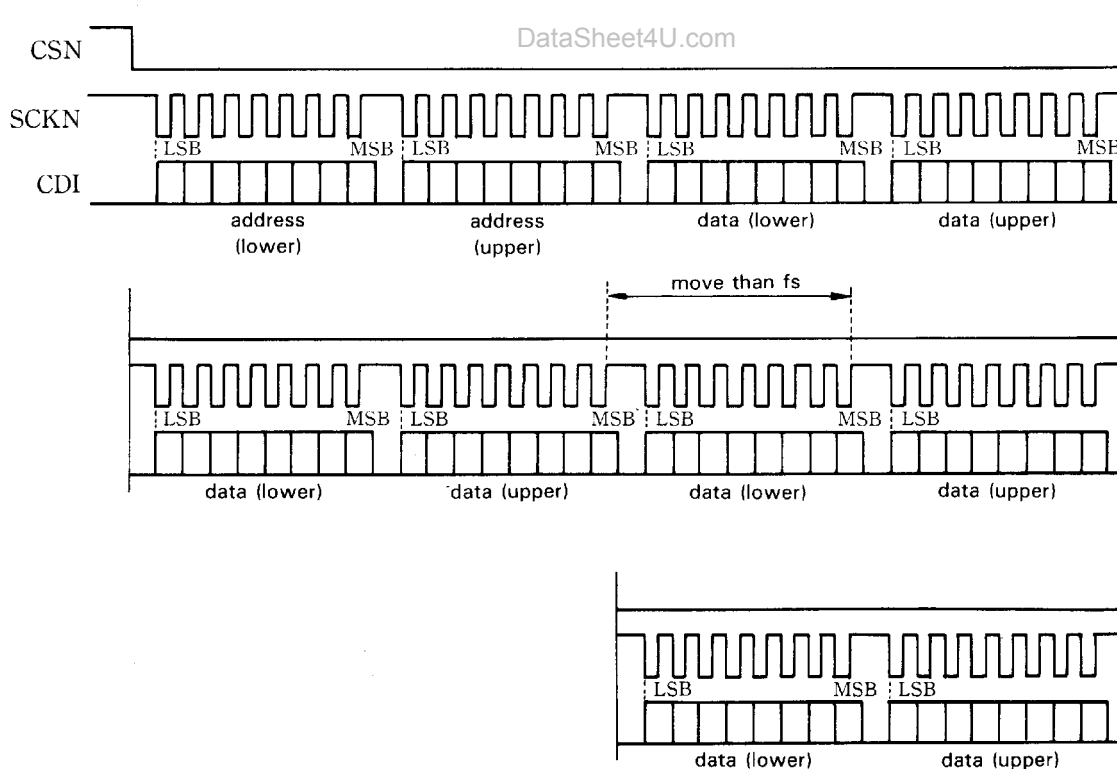 DataSheet4U.com
CSN
SCKN
LSB MSB LSB MSB LSB MSB LSB MSB
CDI
address (lower) address (upper) data (lower) data (upper)
move than fs
LSB MSB LSB MSB LSB MSB LSB
data (lower) data (upper) data (lower) data (upper)
LSB MSB LSB
data (lower) data (upper)